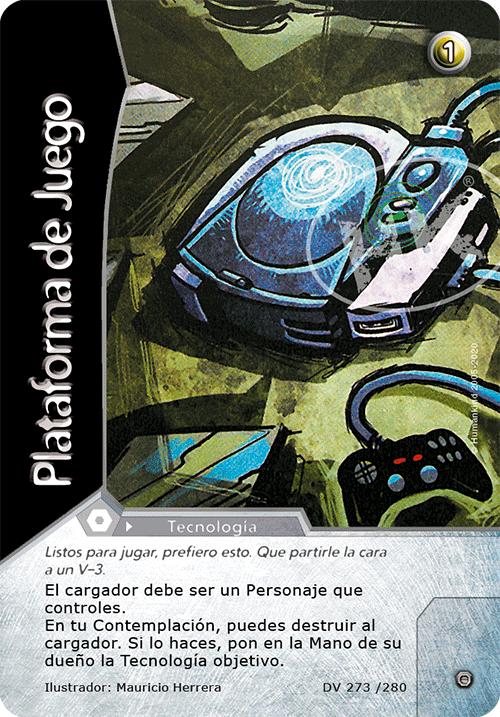 Plataforma de Juego
1
Tecnología
Listos para jugar, prefiero esto. Que partirle la cara
a un V-3.
El cargador debe ser un Personaje que
controles.
En tu Contemplación, puedes destruir al
cargador. Si lo haces, pon en la Mano de su
dueño la Tecnología objetivo.
Ilustrador: Mauricio Herrera
DV 273 /280